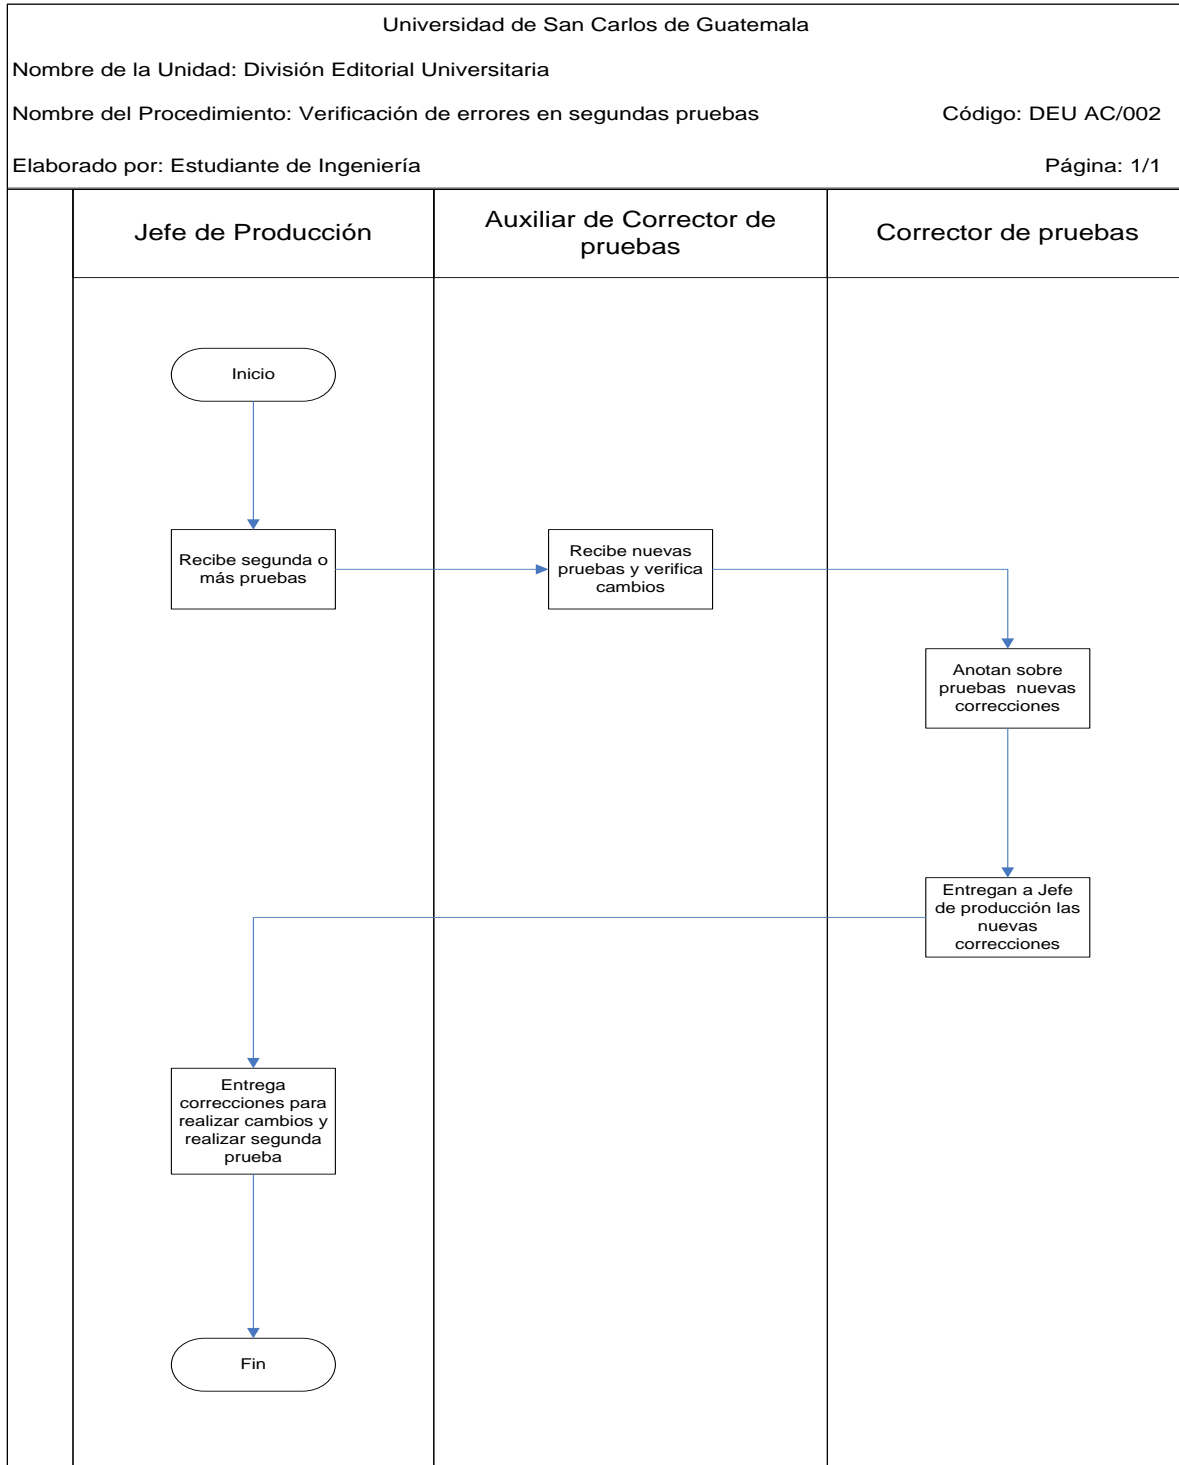 Universidad de San Carlos de Guatemala
Nombre de la Unidad: División Editorial Universitaria
Nombre del Procedimiento: Verificación de errores en segundas pruebas
Código: DEU AC/002
Elaborado por: Estudiante de Ingeniería
Página: 1/1
Jefe de Producción
Auxiliar de Corrector de
pruebas
Corrector de pruebas
Inicio
Recibe segunda o
más pruebas
Recibe nuevas
pruebas y verifica
cambios
Anotan sobre
pruebas  nuevas
correcciones
Entregan a Jefe
de producción las
nuevas
correcciones
Entrega
correcciones para
realizar cambios y
realizar segunda
prueba
Fin